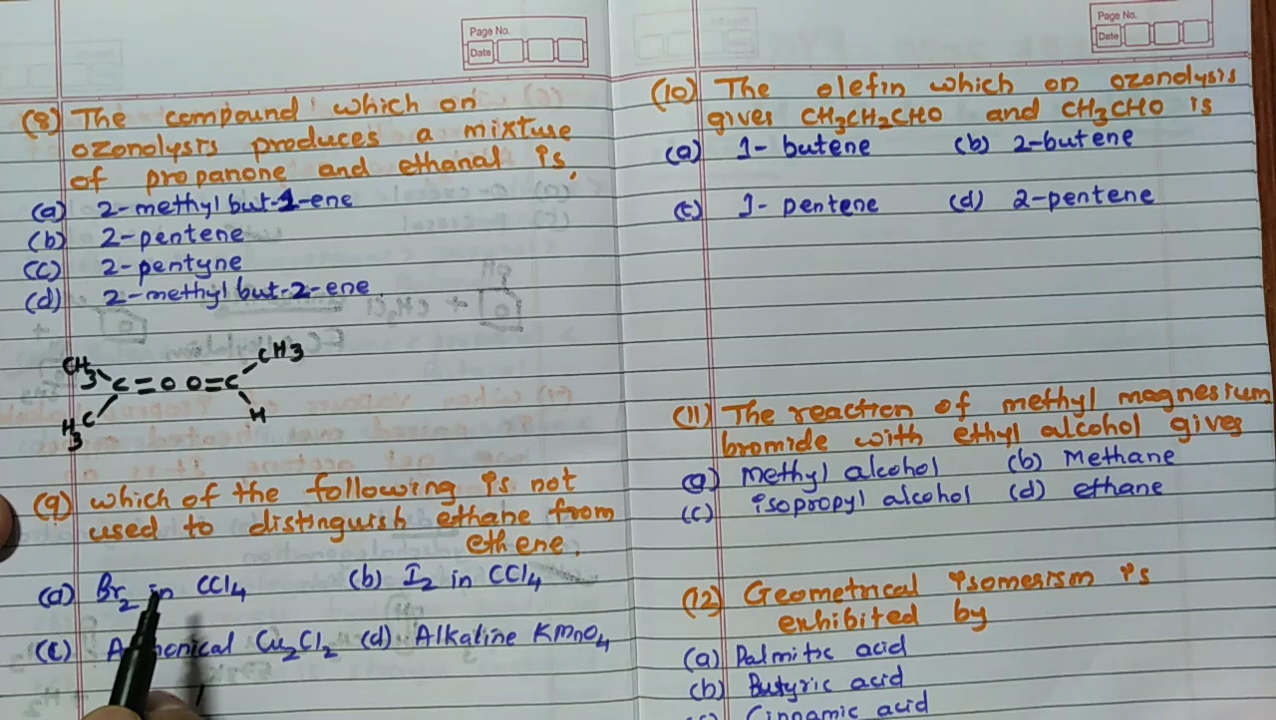 Page No.
Date
(8) The compound which on
ozonolysis produces a mixture
of propanone and ethanal is,
(a) 2-methyl but-1-ene
(b) 2-pentene
(c) 2-pentyne
(d) 2-methyl but-2-ene.
CH3
CH3 C=O O=C
H3C H
(9) which of the following is not
used to distinguish ethane from
ethene.
(a) Br2 in CCl4 (b) I2 in CCl4
(c) Cu2Cl2 (d) Alkaline KMnO4
Page No.
Date
(10) The olefin which on ozonolysis
gives CH3CH2CHO and CH3CHO is
(a) 1-butene (b) 2-butene
(c) 1-pentene (d) 2-pentene
(11) The reaction of methyl magnesium
bromide with ethyl alcohol gives
(a) Methyl alcohol (b) Methane
(c) isopropyl alcohol (d) ethane
(12) Geometrical isomerism is
exhibited by
(a) Palmitic acid
(b) Butyric acid
(c) Cinnamic acid